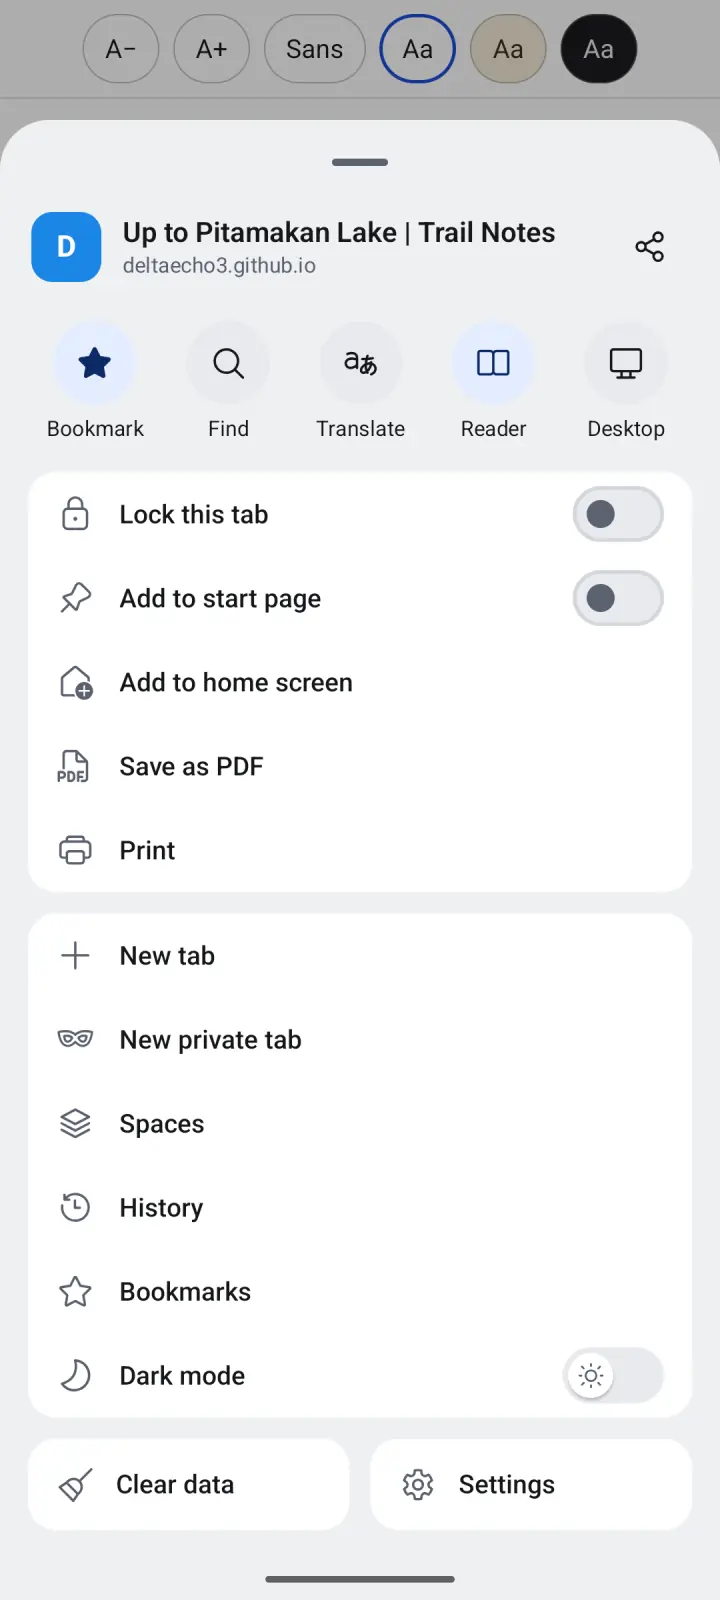 A− A+ Sans Aa Aa Aa
D
Up to Pitamakan Lake | Trail Notes
deltaecho3.github.io
aあ
Bookmark Find Translate Reader Desktop
Lock this tab
Add to start page
Add to home screen
PDF
Save as PDF
Print
New tab
New private tab
Spaces
History
Bookmarks
Dark mode
Clear data Settings